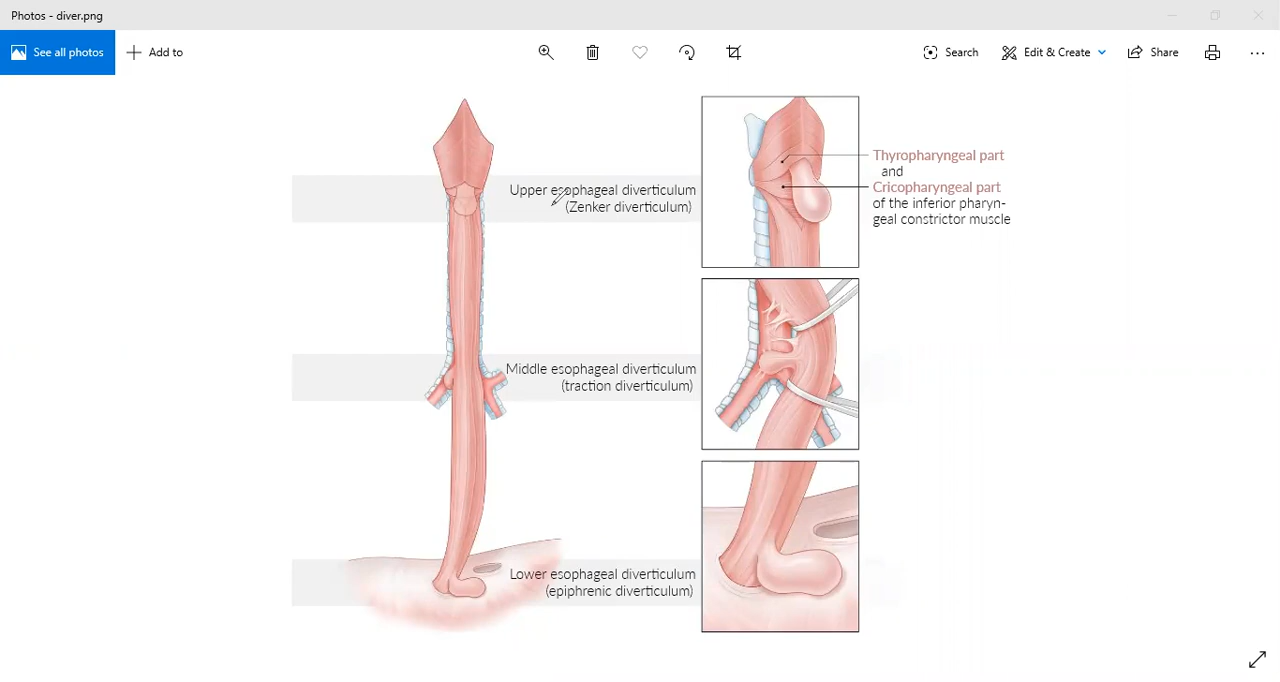 Photos - diver.png
See all photos
Add to
Search
Edit & Create
Share
Upper esophageal diverticulum
(Zenker diverticulum)
Thyropharyngeal part
and
Cricopharyngeal part
of the inferior pharyn-
geal constrictor muscle
Middle esophageal diverticulum
(traction diverticulum)
Lower esophageal diverticulum
(epiphrenic diverticulum)